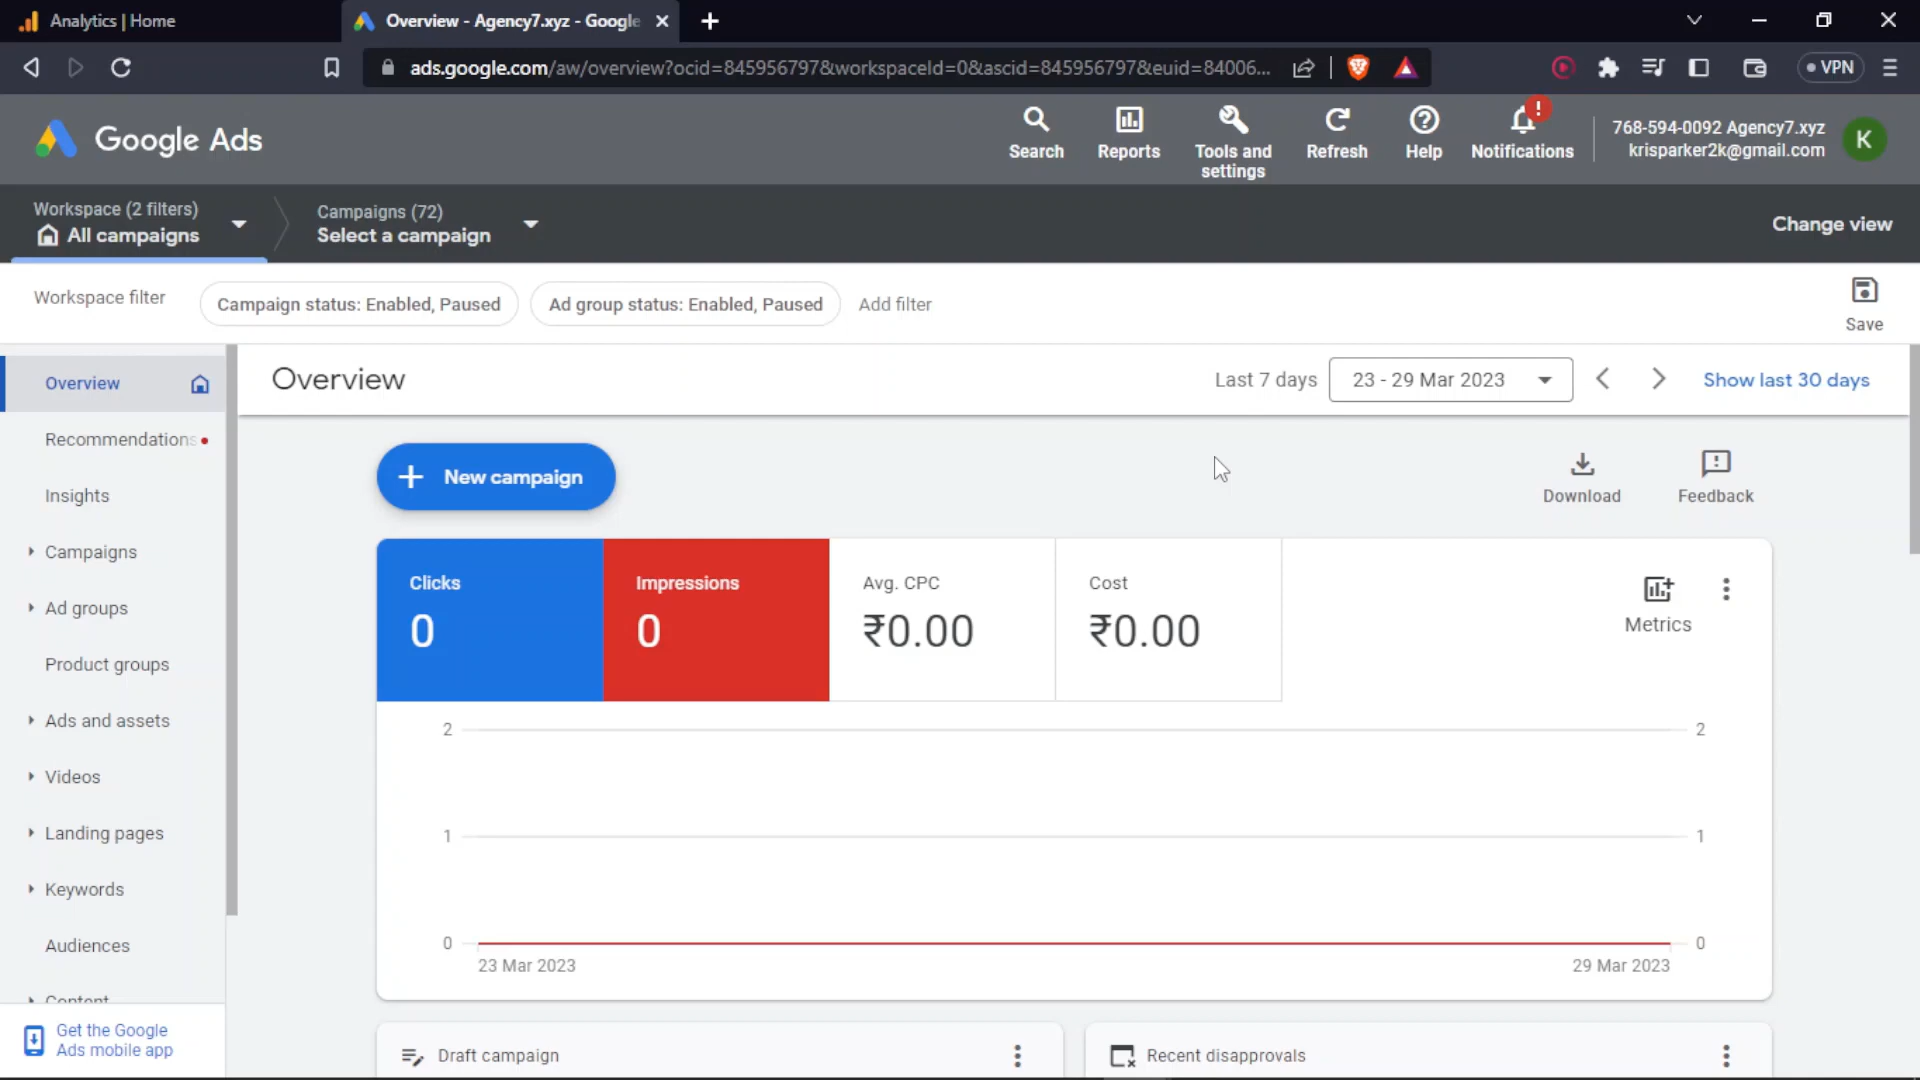 Analytics | Home
Overview - Agency7.xyz - Google
ads.google.com/aw/overview?ocid=845956797&workspaceId=0&ascid=845956797&euid=84006...
VPN
Google Ads
Search
Reports
Tools and
settings
Refresh
Help
!
Notifications
768-594-0092 Agency7.xyz
krisparker2k@gmail.com
K
Workspace (2 filters)
All campaigns
Campaigns (72)
Select a campaign
Change view
Workspace filter
Campaign status: Enabled, Paused
Ad group status: Enabled, Paused
Add filter
Save
Overview
Recommendations
Insights
Campaigns
Ad groups
Product groups
Ads and assets
Videos
Landing pages
Keywords
Audiences
Content
Get the Google
Ads mobile app
Overview
Last 7 days
23 - 29 Mar 2023
Show last 30 days
New campaign
Download
Feedback
Clicks
0
Impressions
0
Avg. CPC
₹0.00
Cost
₹0.00
Metrics
2
2
1
1
0
0
23 Mar 2023
29 Mar 2023
Draft campaign
Recent disapprovals